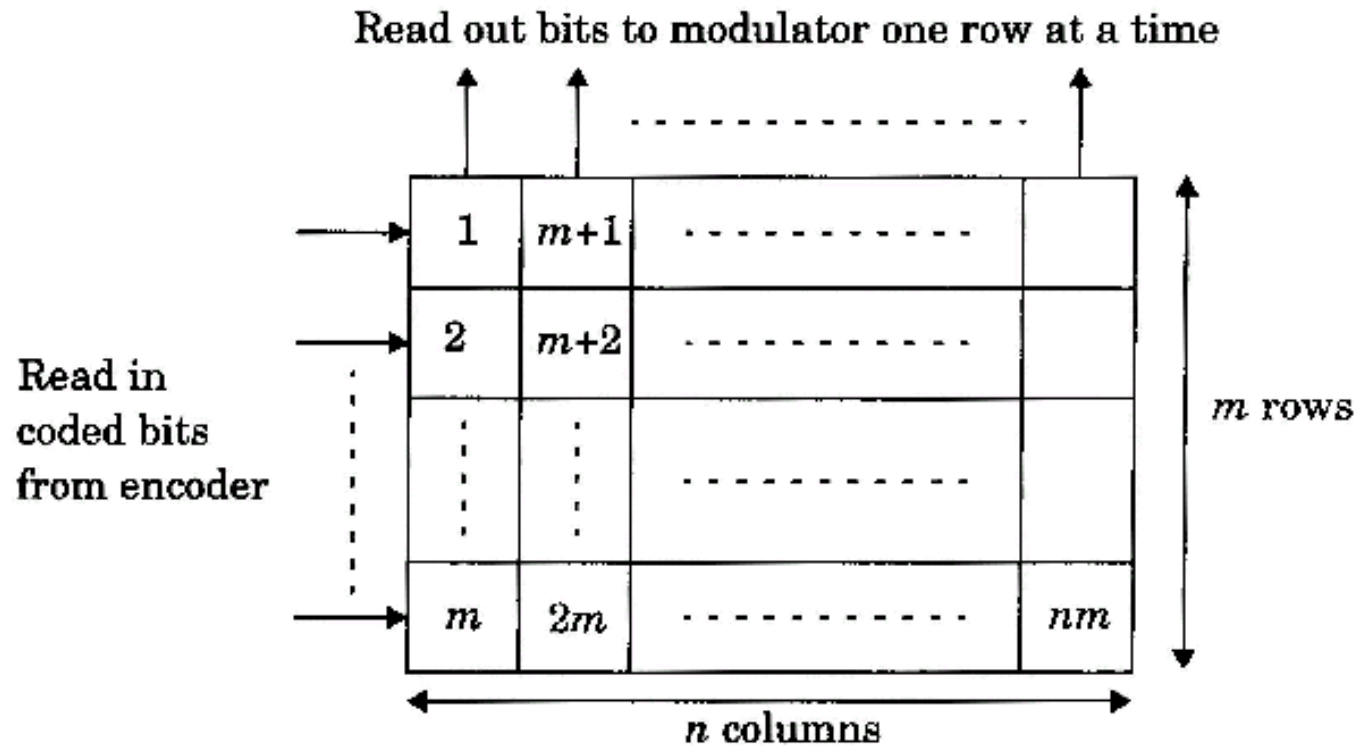 Read out bits to modulator one row at a time
1 m+1
2 m+2
Read in
coded bits
from encoder
m rows
m 2m nm
n columns